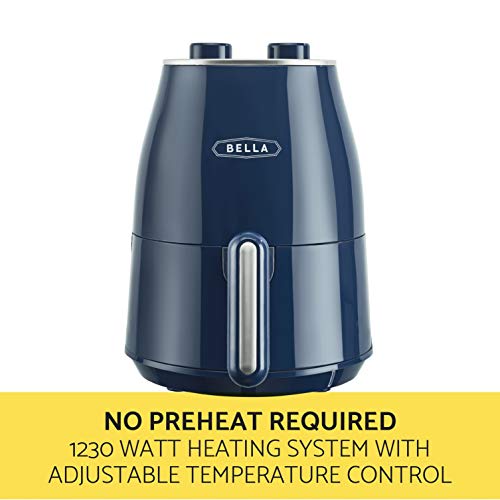 BELLA
NO PREHEAT REQUIRED
1230 WATT HEATING SYSTEM WITH
ADJUSTABLE TEMPERATURE CONTROL